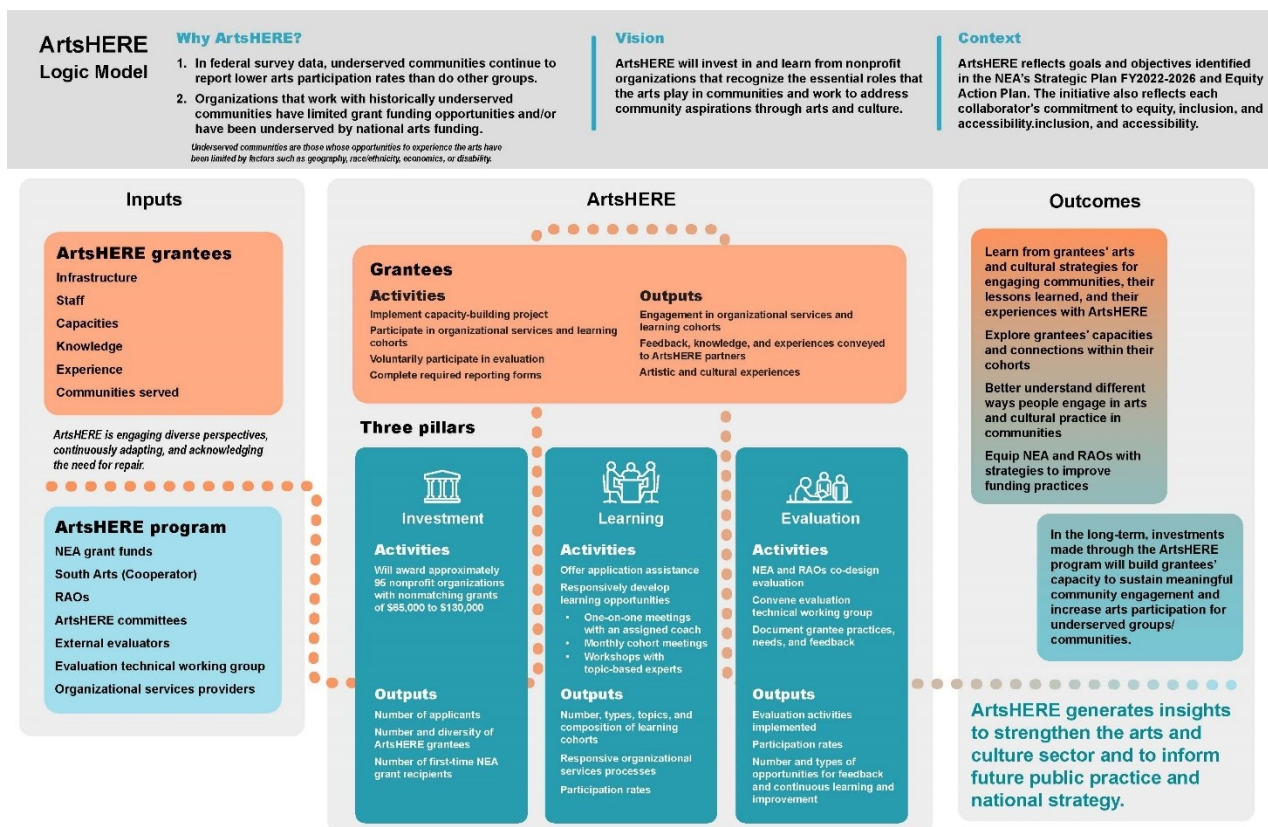 ArtsHERE
Logic Model
Why ArtsHERE?
1. In federal survey data, underserved communities continue to
report lower arts participation rates than do other groups.
2. Organizations that work with historically underserved
communities have limited grant funding opportunities and/or
have been underserved by national arts funding.
Underserved communities are those whose opportunities to experience the arts have
been limited by factors such as geography, race/ethnicity, economics, or disability.
Vision
ArtsHERE will invest in and learn from nonprofit
organizations that recognize the essential roles that
the arts play in communities and work to address
community aspirations through arts and culture.
Context
ArtsHERE reflects goals and objectives identified
in the NEA's Strategic Plan FY2022-2026 and Equity
Action Plan. The initiative also reflects each
collaborator's commitment to equity, inclusion, and
accessibility.inclusion, and accessibility.
Inputs
ArtsHERE grantees
Infrastructure
Staff
Capacities
Knowledge
Experience
Communities served
ArtsHERE is engaging diverse perspectives,
continuously adapting, and acknowledging
the need for repair.
ArtsHERE program
NEA grant funds
South Arts (Cooperator)
RAOs
ArtsHERE committees
External evaluators
Evaluation technical working group
Organizational services providers
ArtsHERE
Grantees
Activities
Implement capacity-building project
Participate in organizational services and learning
cohorts
Voluntarily participate in evaluation
Complete required reporting forms
Outputs
Engagement in organizational services and
learning cohorts
Feedback, knowledge, and experiences conveyed
to ArtsHERE partners
Artistic and cultural experiences
Three pillars
Investment
Activities
Will award approximately
95 nonprofit organizations
with nonmatching grants
of $65,000 to $130,000
Outputs
Number of applicants
Number and diversity of
ArtsHERE grantees
Number of first-time NEA
grant recipients
Learning
Activities
Offer application assistance
Responsively develop
learning opportunities
• One-on-one meetings
with an assigned coach
• Monthly cohort meetings
• Workshops with
topic-based experts
Outputs
Number, types, topics, and
composition of learning
cohorts
Responsive organizational
services processes
Participation rates
Evaluation
Activities
NEA and RAOs co-design
evaluation
Convene evaluation
technical working group
Document grantee practices,
needs, and feedback
Outputs
Evaluation activities
implemented
Participation rates
Number and types of
opportunities for feedback
and continuous learning and
improvement
Outcomes
Learn from grantees' arts
and cultural strategies for
engaging communities, their
lessons learned, and their
experiences with ArtsHERE
Explore grantees' capacities
and connections within their
cohorts
Better understand different
ways people engage in arts
and cultural practice in
communities
Equip NEA and RAOs with
strategies to improve
funding practices
In the long-term, investments
made through the ArtsHERE
program will build grantees'
capacity to sustain meaningful
community engagement and
increase arts participation for
underserved groups/
communities.
ArtsHERE generates insights
to strengthen the arts and
culture sector and to inform
future public practice and
national strategy.